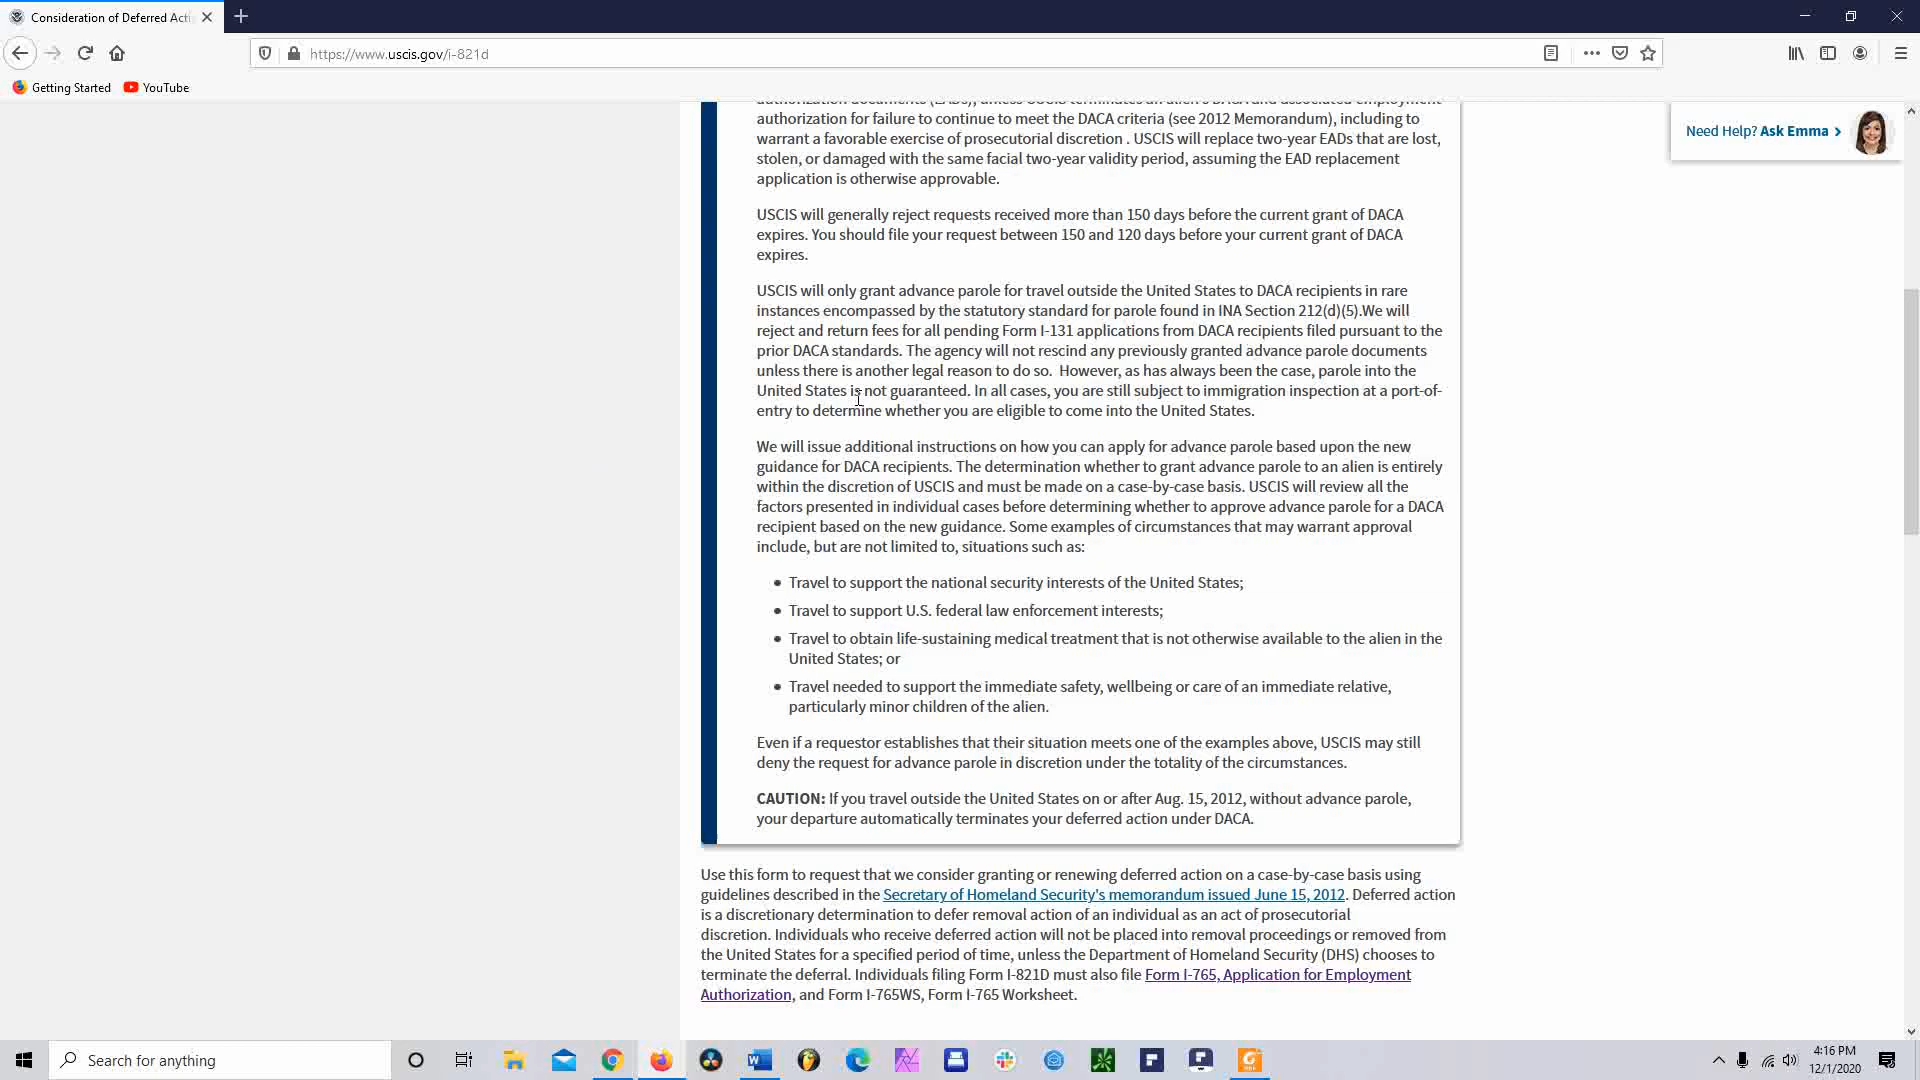 Consideration of Deferred Acti
https://www.uscis.gov/i-821d
Getting Started
YouTube
Need Help? Ask Emma
authorization documents (EADs), unless USCIS terminates an alien's DACA and associated employment
authorization for failure to continue to meet the DACA criteria (see 2012 Memorandum), including to
warrant a favorable exercise of prosecutorial discretion . USCIS will replace two-year EADs that are lost,
stolen, or damaged with the same facial two-year validity period, assuming the EAD replacement
application is otherwise approvable.
USCIS will generally reject requests received more than 150 days before the current grant of DACA
expires. You should file your request between 150 and 120 days before your current grant of DACA
expires.
USCIS will only grant advance parole for travel outside the United States to DACA recipients in rare
instances encompassed by the statutory standard for parole found in INA Section 212(d)(5).We will
reject and return fees for all pending Form I-131 applications from DACA recipients filed pursuant to the
prior DACA standards. The agency will not rescind any previously granted advance parole documents
unless there is another legal reason to do so.  However, as has always been the case, parole into the
United States is not guaranteed. In all cases, you are still subject to immigration inspection at a port-of-
entry to determine whether you are eligible to come into the United States.
We will issue additional instructions on how you can apply for advance parole based upon the new
guidance for DACA recipients. The determination whether to grant advance parole to an alien is entirely
within the discretion of USCIS and must be made on a case-by-case basis. USCIS will review all the
factors presented in individual cases before determining whether to approve advance parole for a DACA
recipient based on the new guidance. Some examples of circumstances that may warrant approval
include, but are not limited to, situations such as:
• Travel to support the national security interests of the United States;
• Travel to support U.S. federal law enforcement interests;
• Travel to obtain life-sustaining medical treatment that is not otherwise available to the alien in the
United States; or
• Travel needed to support the immediate safety, wellbeing or care of an immediate relative,
particularly minor children of the alien.
Even if a requestor establishes that their situation meets one of the examples above, USCIS may still
deny the request for advance parole in discretion under the totality of the circumstances.
CAUTION: If you travel outside the United States on or after Aug. 15, 2012, without advance parole,
your departure automatically terminates your deferred action under DACA.
Use this form to request that we consider granting or renewing deferred action on a case-by-case basis using
guidelines described in the Secretary of Homeland Security's memorandum issued June 15, 2012. Deferred action
is a discretionary determination to defer removal action of an individual as an act of prosecutorial
discretion. Individuals who receive deferred action will not be placed into removal proceedings or removed from
the United States for a specified period of time, unless the Department of Homeland Security (DHS) chooses to
terminate the deferral. Individuals filing Form I-821D must also file Form I-765, Application for Employment
Authorization, and Form I-765WS, Form I-765 Worksheet.
Search for anything
4:16 PM
12/1/2020